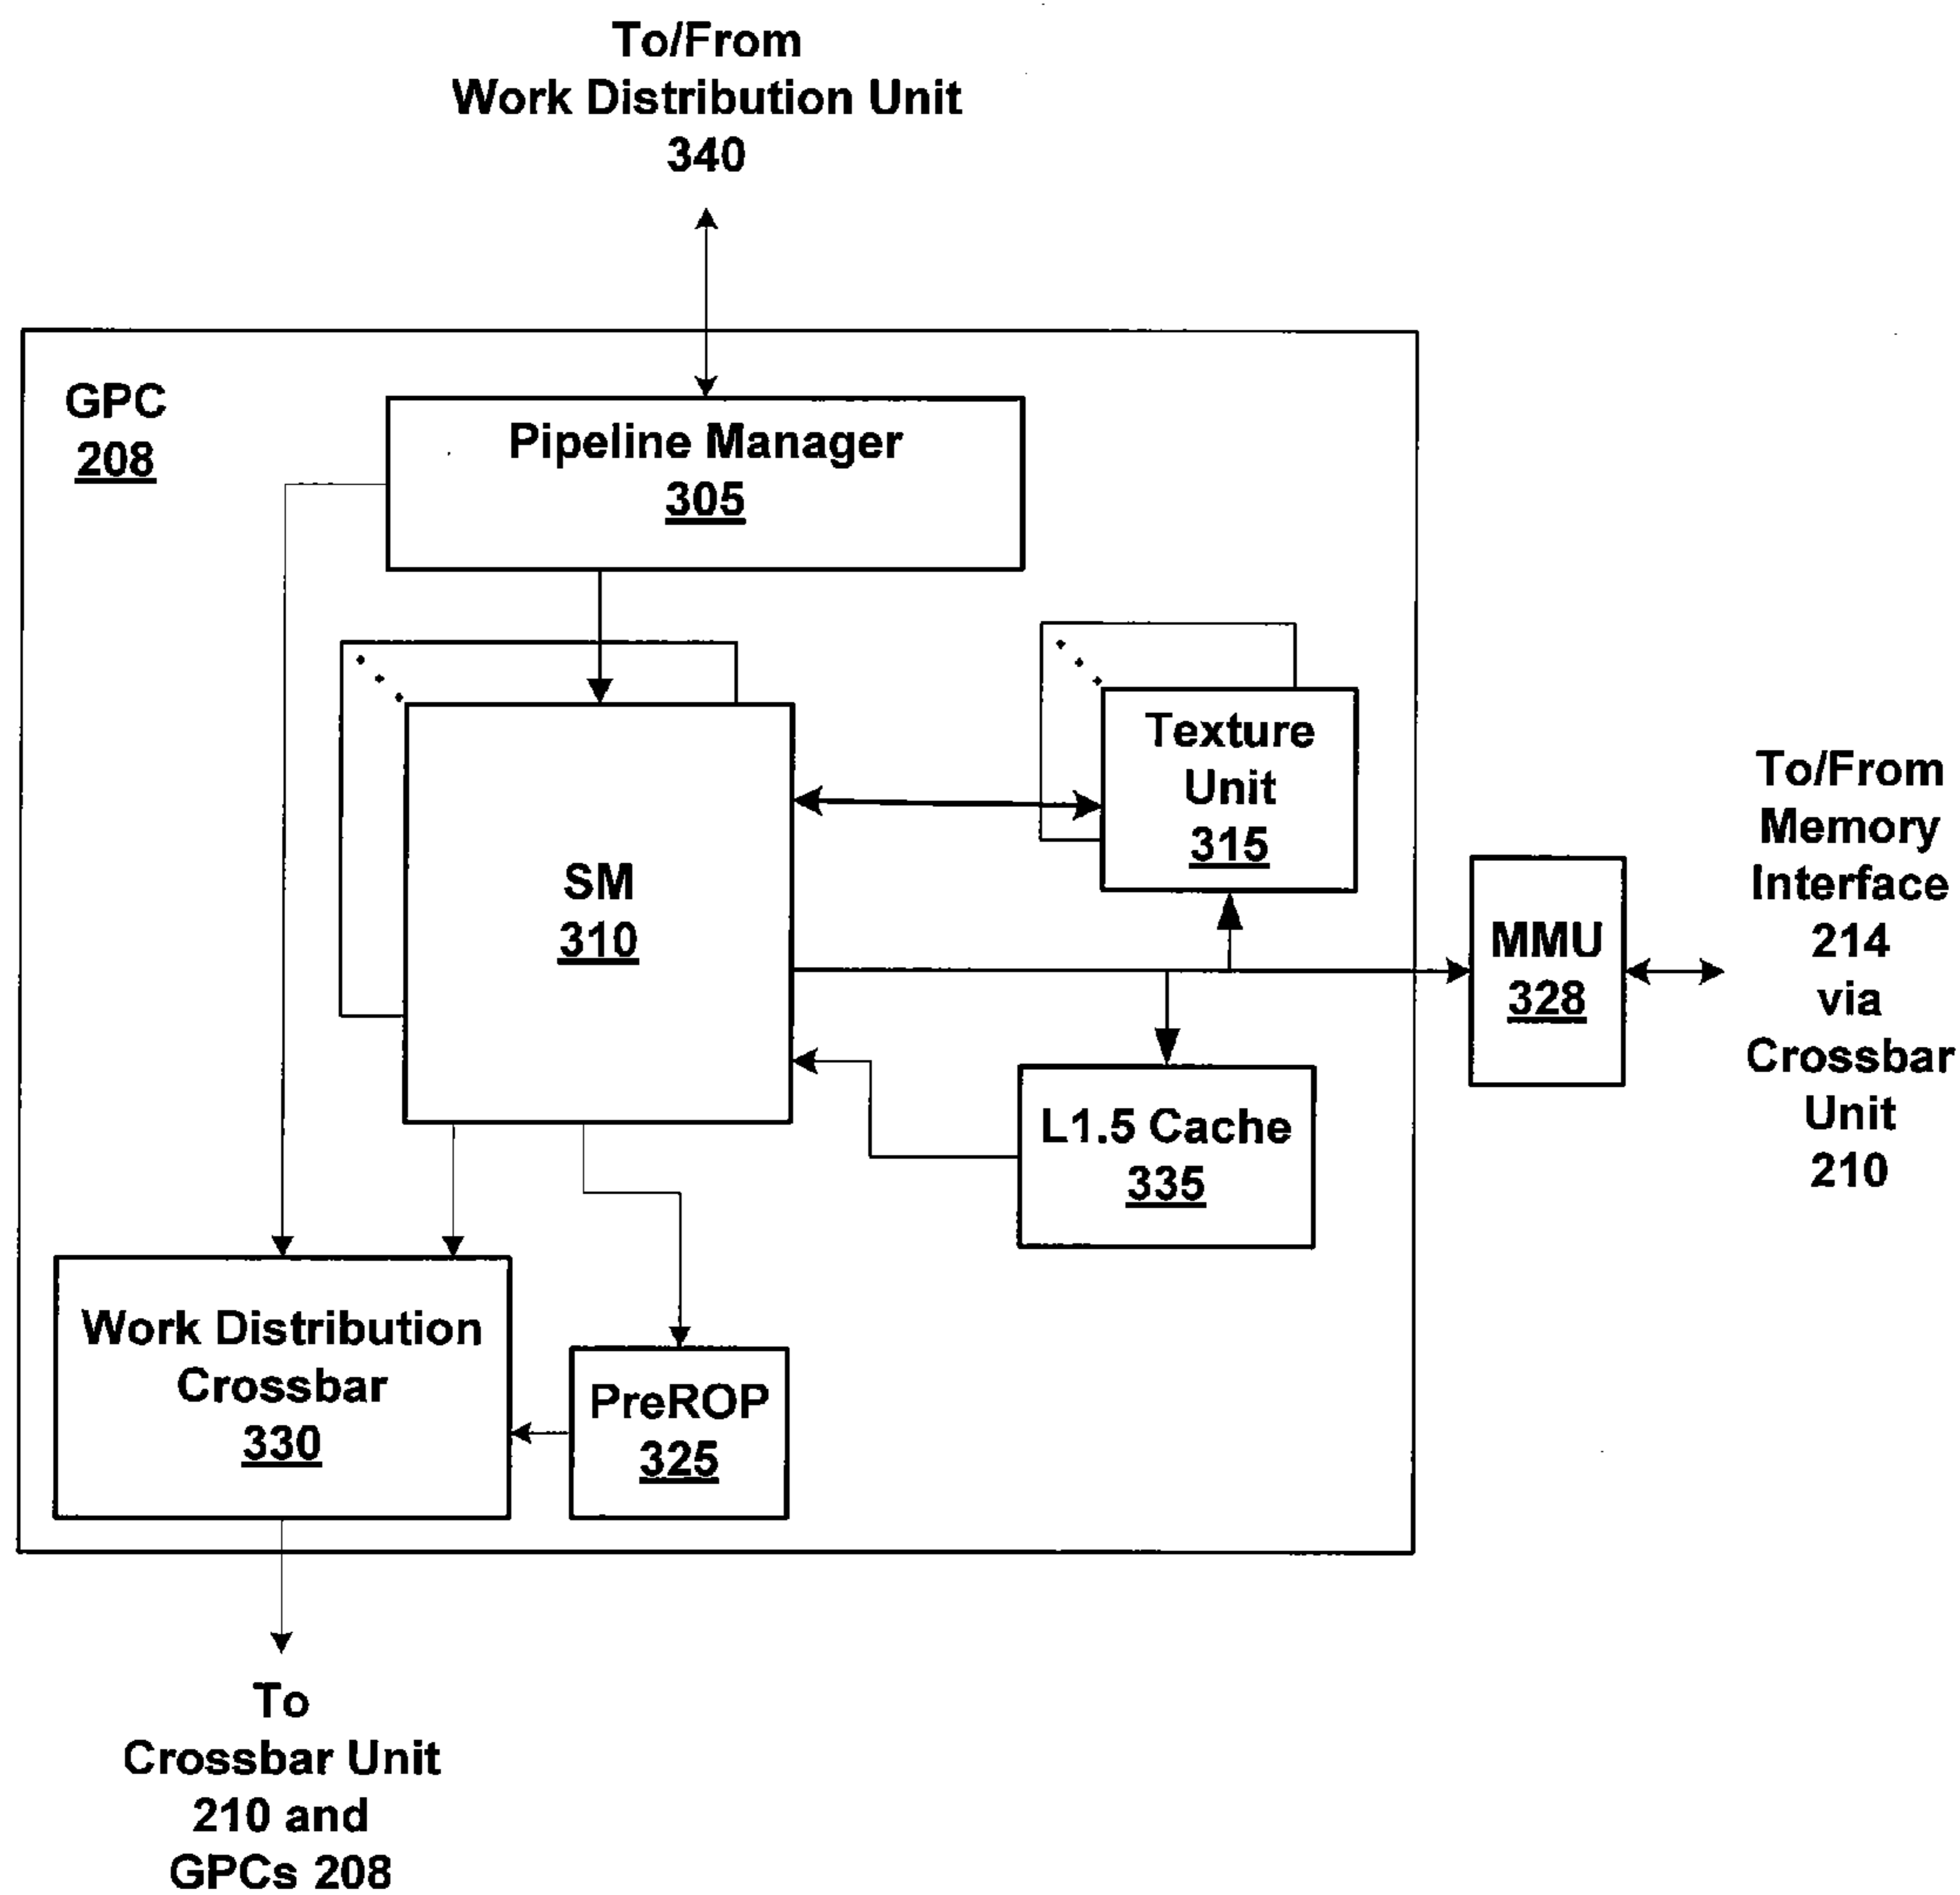 To/From
Work Distribution Unit
340
GPC
208
Pipeline Manager
305
Texture
Unit
315
SM
310
To/From
Memory
Interface
214
via
Crossbar
Unit
210
MMU
328
L1.5 Cache
335
Work Distribution
Crossbar
330
PreROP
325
To
Crossbar Unit
210 and
GPCs 208